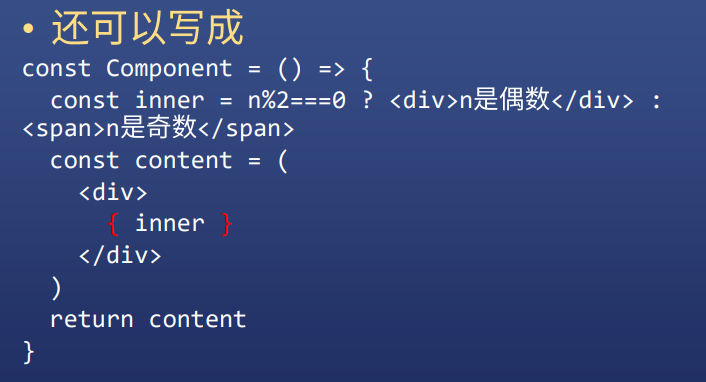 • 还可以写成
const Component = () => {
  const inner = n%2===0 ? <div>n是偶数</div> :
<span>n是奇数</span>
  const content = (
    <div>
      { inner }
    </div>
  )
  return content
}